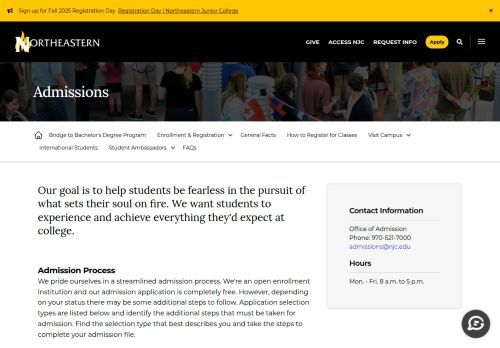 Sign up for Fall 2025 Registration Day Registration Day | Northeastern Junior College ×
NORTHEASTERN GIVE ACCESS NJC REQUEST INFO Apply
Admissions
Bridge to Bachelor's Degree Program Enrollment & Registration General Facts How to Register for Classes Visit Campus
International Students Student Ambassadors FAQs
Our goal is to help students be fearless in the pursuit of
what sets their soul on fire. We want students to
experience and achieve everything they'd expect at
college.
Admission Process
We pride ourselves in a streamlined admission process. We're an open enrollment
institution and our admission application is completely free. However, depending
on your status there may be some additional steps to follow. Application selection
types are listed below and identify the additional steps that must be taken for
admission. Find the selection type that best describes you and take the steps to
complete your admission file.
Contact Information
Office of Admission
Phone: 970-521-7000
admissions@njc.edu
Hours
Mon. - Fri. 8 a.m. to 5 p.m.